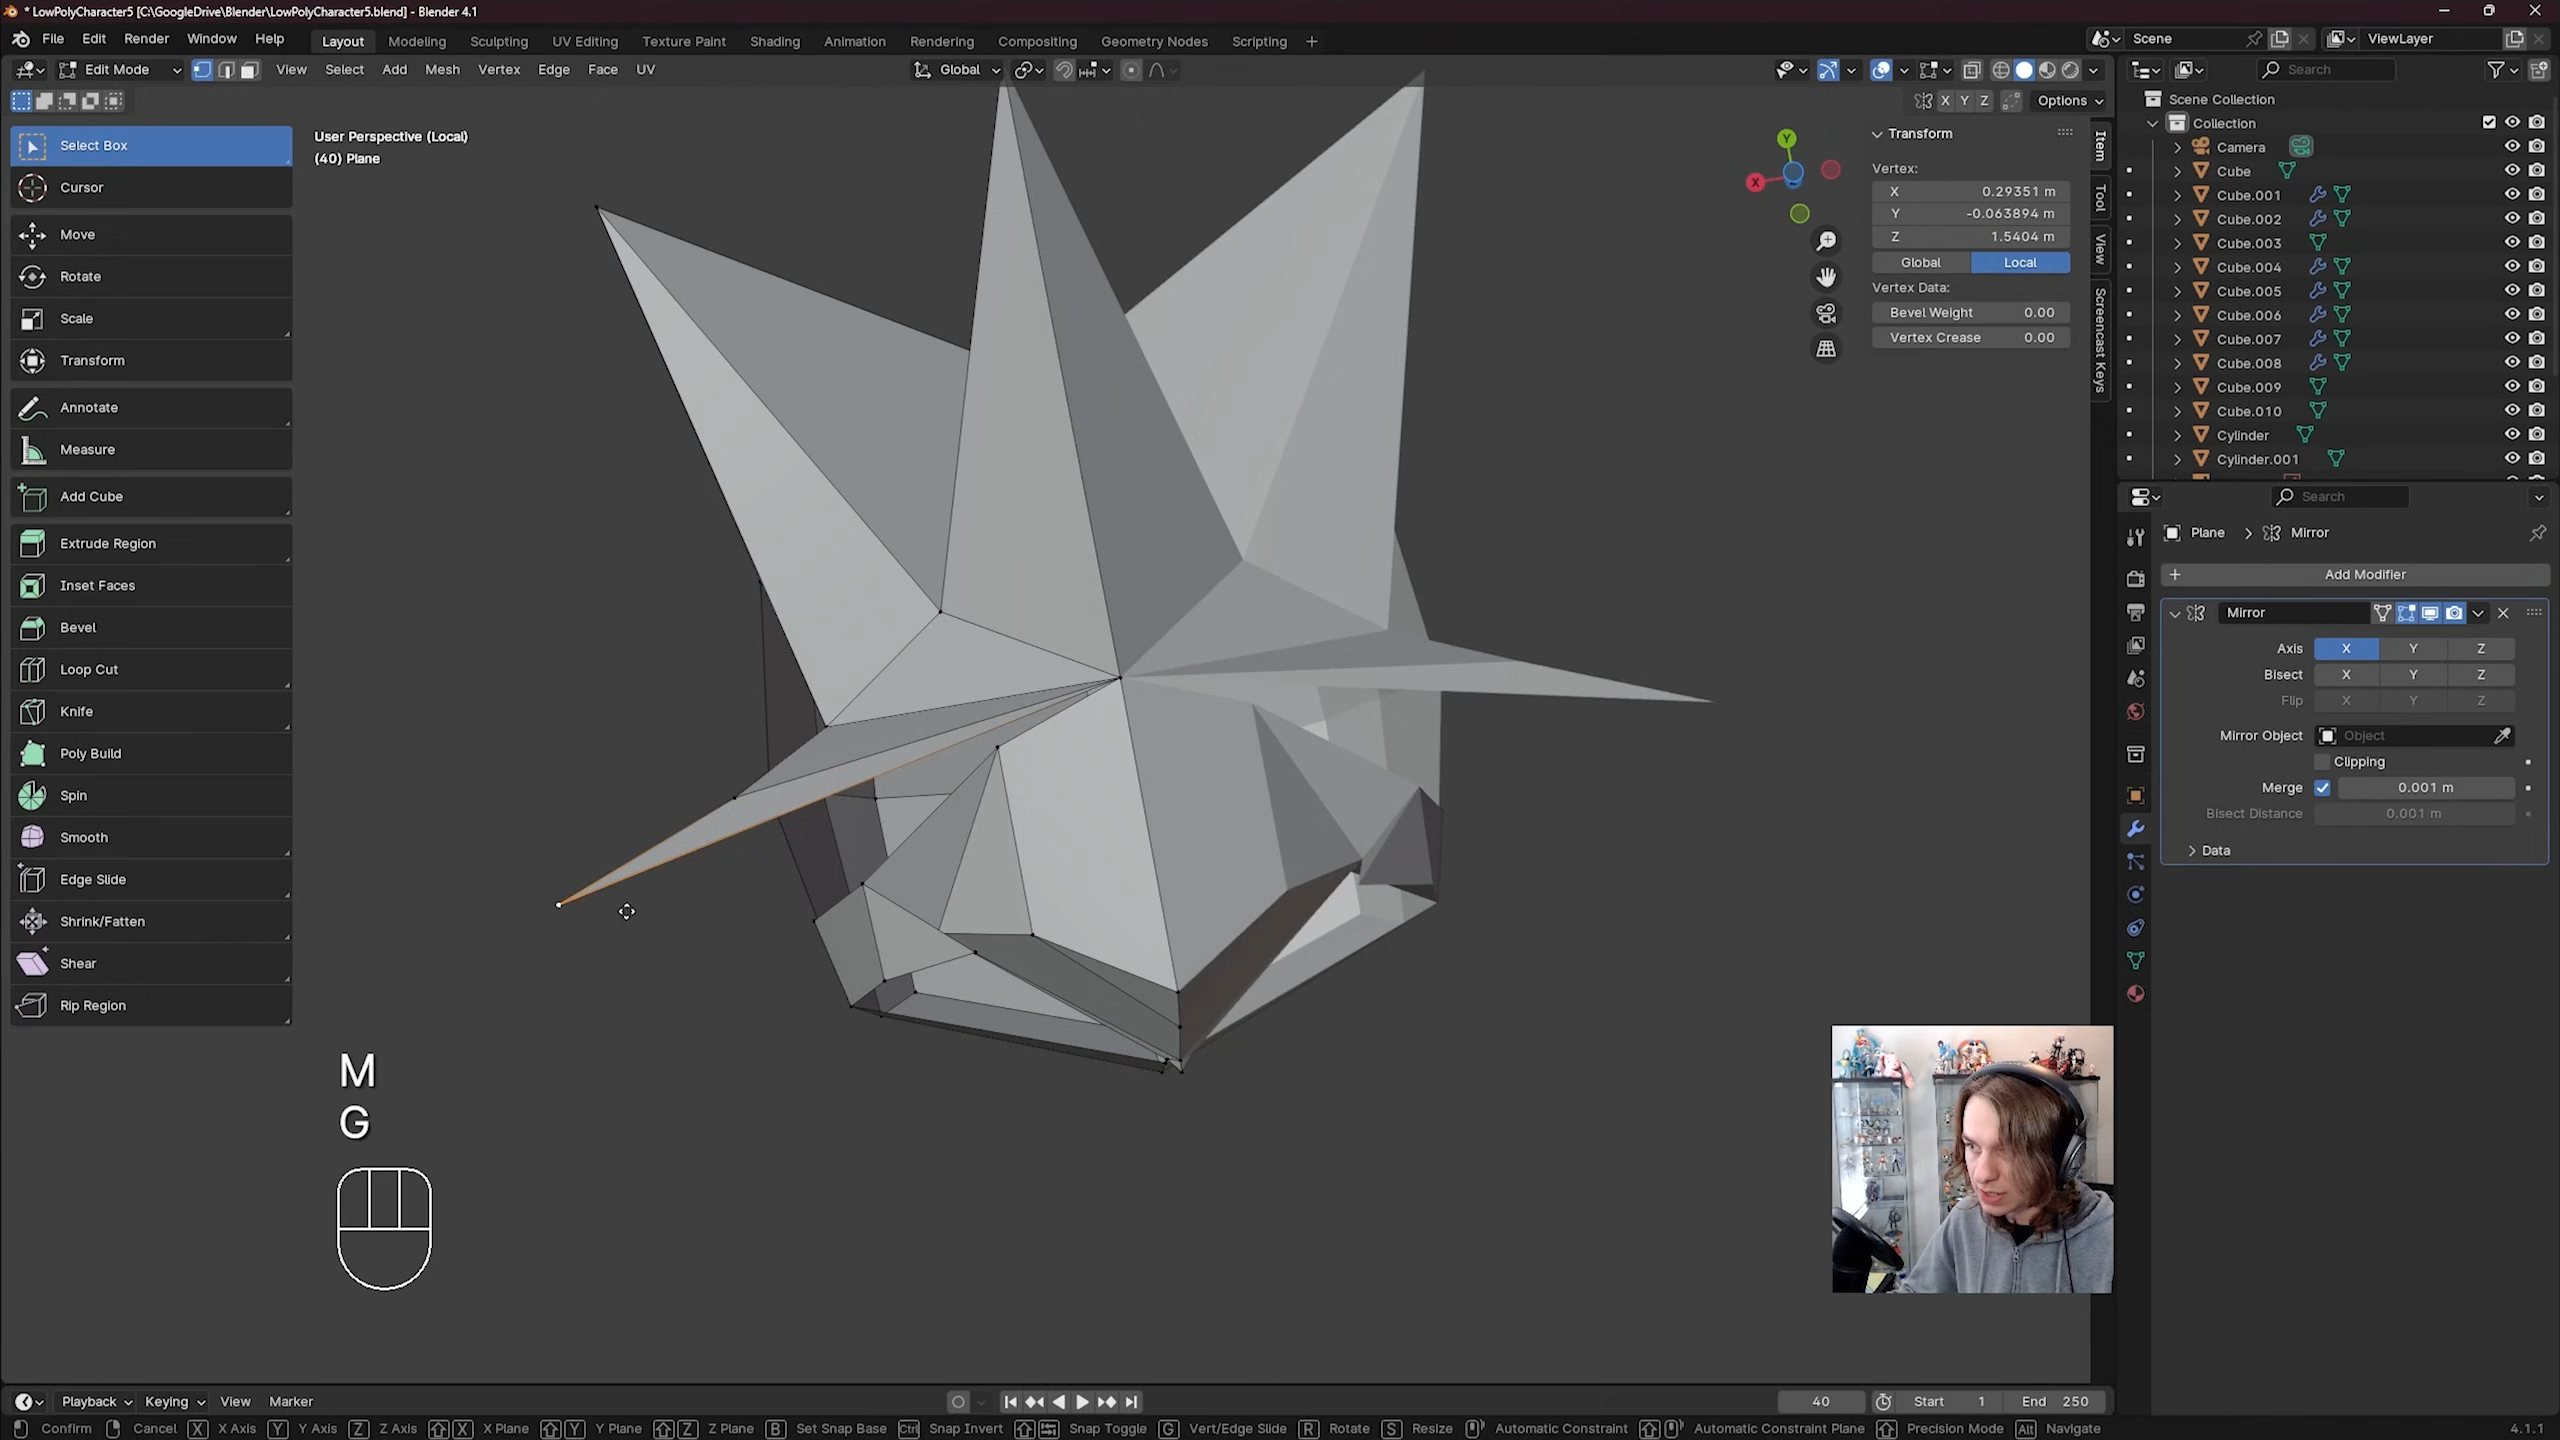 * LowPolyCharacter5 [C:\GoogleDrive\Blender\LowPolyCharacter5.blend] - Blender 4.1
File Edit Render Window Help
Layout Modeling Sculpting UV Editing Texture Paint Shading Animation Rendering Compositing Geometry Nodes Scripting +
Scene
ViewLayer
Edit Mode
View Select Add Mesh Vertex Edge Face UV
Global
Search
X Y Z
Options
User Perspective (Local)
(40) Plane
Select Box
Cursor
Move
Rotate
Scale
Transform
Annotate
Measure
Add Cube
Extrude Region
Inset Faces
Bevel
Loop Cut
Knife
Poly Build
Spin
Smooth
Edge Slide
Shrink/Fatten
Shear
Rip Region
M
G
Y
X
Transform
Vertex:
X 0.29351 m
Y -0.063894 m
Z 1.5404 m
Global Local
Vertex Data:
Bevel Weight 0.00
Vertex Crease 0.00
Item
Tool
View
Screencast Keys
Scene Collection
Collection
Camera
Cube
Cube.001
Cube.002
Cube.003
Cube.004
Cube.005
Cube.006
Cube.007
Cube.008
Cube.009
Cube.010
Cylinder
Cylinder.001
Search
Plane > Mirror
+ Add Modifier
Mirror
Axis X Y Z
Bisect X Y Z
Flip X Y Z
Mirror Object Object
Clipping
Merge 0.001 m
Bisect Distance 0.001 m
Data
Playback Keying View Marker
40
Start 1
End 250
Confirm Cancel X X Axis Y Y Axis Z Z Axis X X Plane Y Y Plane Z Z Plane B Set Snap Base Ctrl Snap Invert Snap Toggle G Vert/Edge Slide R Rotate S Resize Automatic Constraint Automatic Constraint Plane Precision Mode Alt Navigate
4.1.1